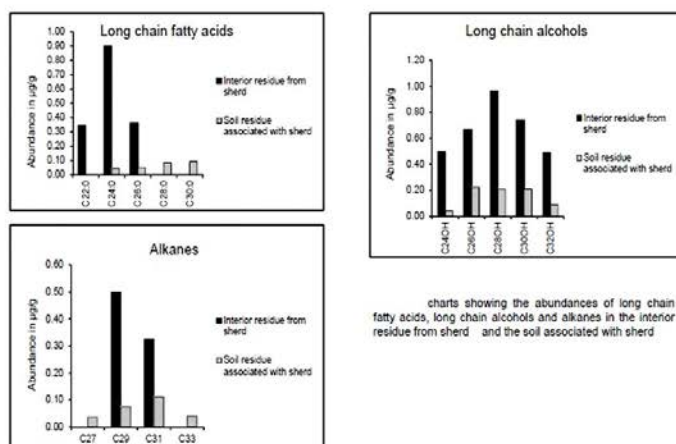 Long chain fatty acids
Abundance in µg/g
1.00
0.90
0.80
0.70
0.60
0.50
0.40
0.30
0.20
0.10
0.00
C22:0
C24:0
C26:0
C28:0
C30:0
Interior residue from
sherd
Soil residue
associated with sherd
Long chain alcohols
Abundance in µg/g
1.20
1.00
0.80
0.60
0.40
0.20
0.00
C24OH
C26OH
C28OH
C30OH
C32OH
Interior residue from
sherd
Soil residue
associated with sherd
Alkanes
Abundance in µg/g
0.60
0.50
0.40
0.30
0.20
0.10
0.00
C27
C29
C31
C33
Interior residue from
sherd
Soil residue
associated with sherd
charts showing the abundances of long chain
fatty acids, long chain alcohols and alkanes in the interior
residue from sherd and the soil associated with sherd